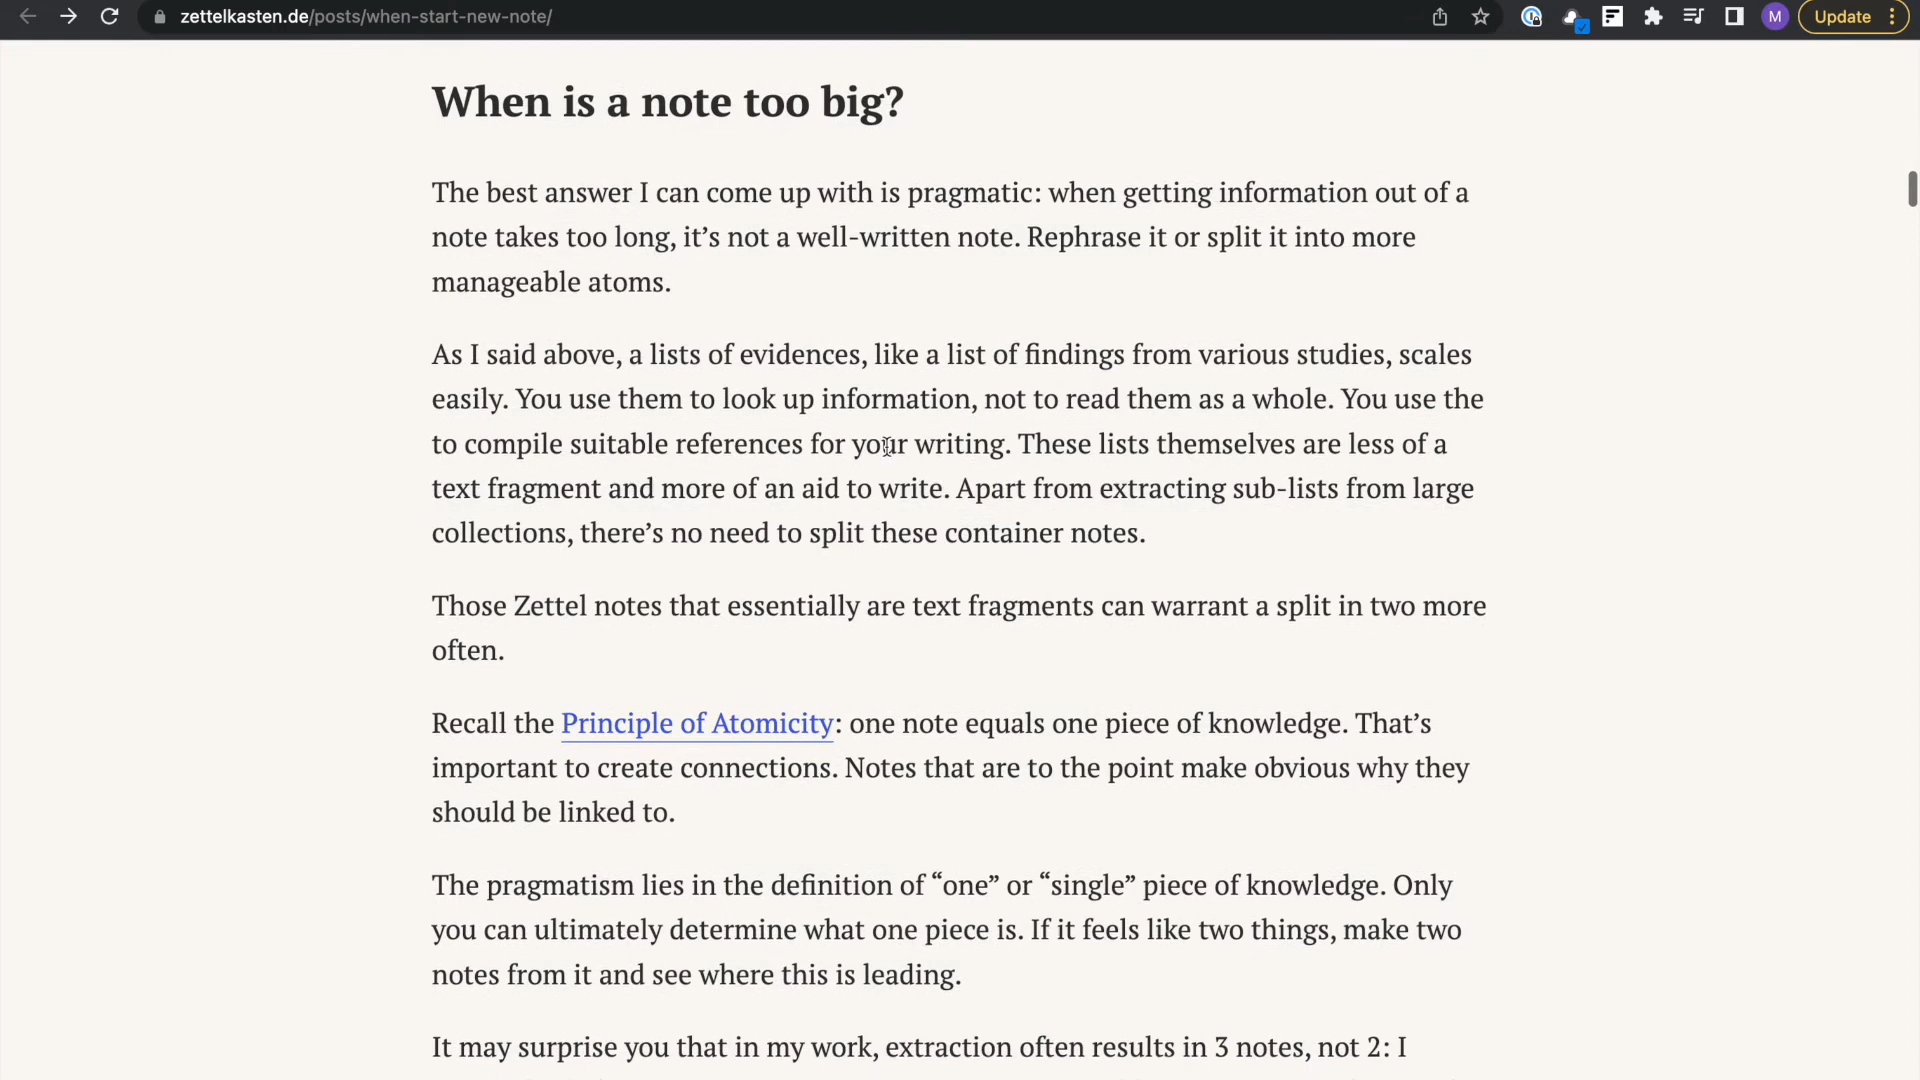 zettelkasten.de/posts/when-start-new-note/
M
Update
When is a note too big?
The best answer I can come up with is pragmatic: when getting information out of a
note takes too long, it’s not a well-written note. Rephrase it or split it into more
manageable atoms.
As I said above, a lists of evidences, like a list of findings from various studies, scales
easily. You use them to look up information, not to read them as a whole. You use the
to compile suitable references for your writing. These lists themselves are less of a
text fragment and more of an aid to write. Apart from extracting sub-lists from large
collections, there’s no need to split these container notes.
Those Zettel notes that essentially are text fragments can warrant a split in two more
often.
Recall the Principle of Atomicity: one note equals one piece of knowledge. That’s
important to create connections. Notes that are to the point make obvious why they
should be linked to.
The pragmatism lies in the definition of “one” or “single” piece of knowledge. Only
you can ultimately determine what one piece is. If it feels like two things, make two
notes from it and see where this is leading.
It may surprise you that in my work, extraction often results in 3 notes, not 2: I